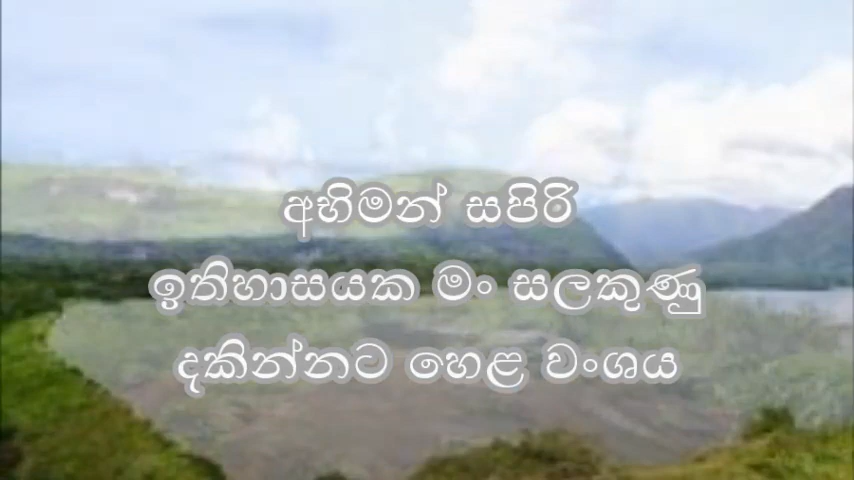 අභිමන් සපිරි
ඉතිහාසයක මං සලකුණු
දකින්නට හෙළ වංශය